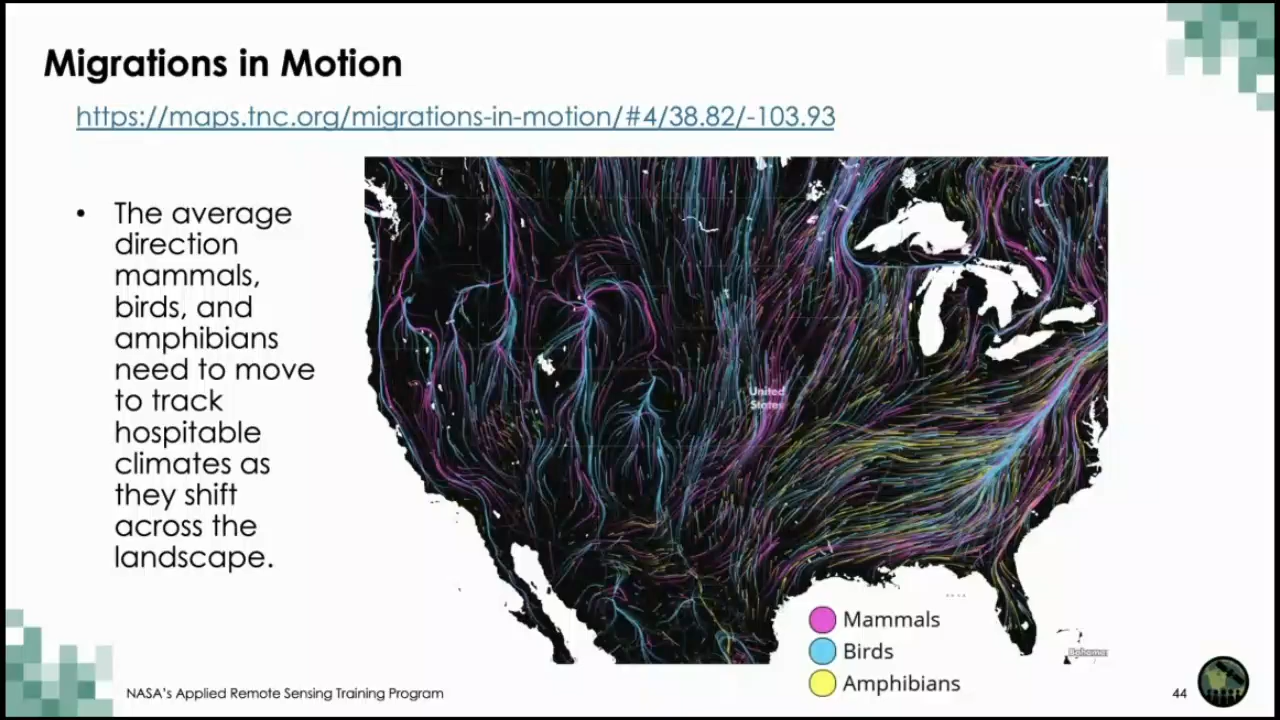 Migrations in Motion
https://maps.tnc.org/migrations-in-motion/#4/38.82/-103.93
• The average
direction
mammals,
birds, and
amphibians
need to move
to track
hospitable
climates as
they shift
across the
landscape.
United
States
Mammals
Birds
Amphibians
Bahamas
NASA's Applied Remote Sensing Training Program
44